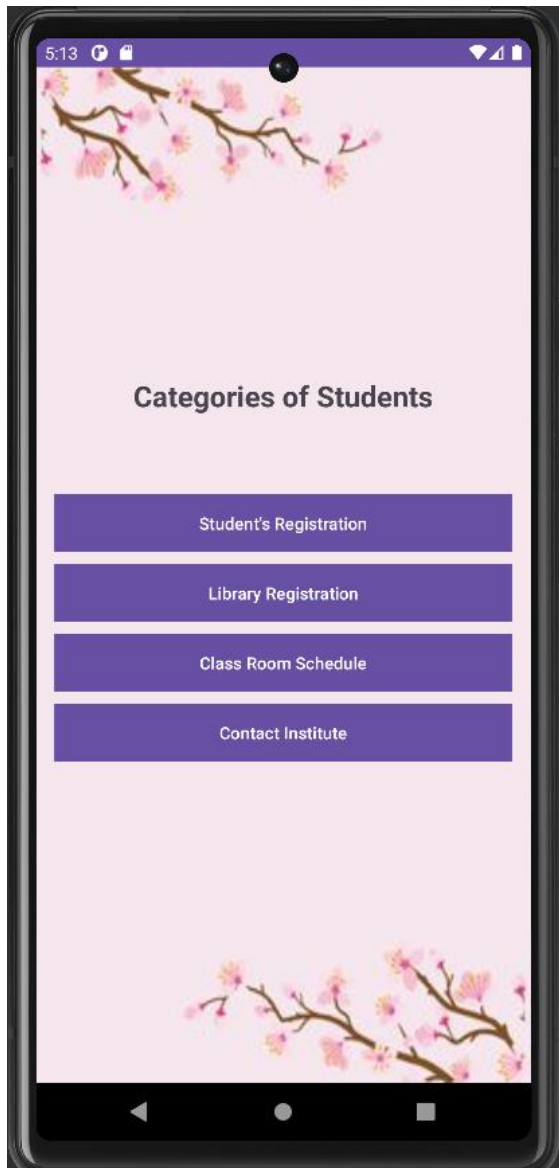 5:13
Categories of Students
Student's Registration
Library Registration
Class Room Schedule
Contact Institute